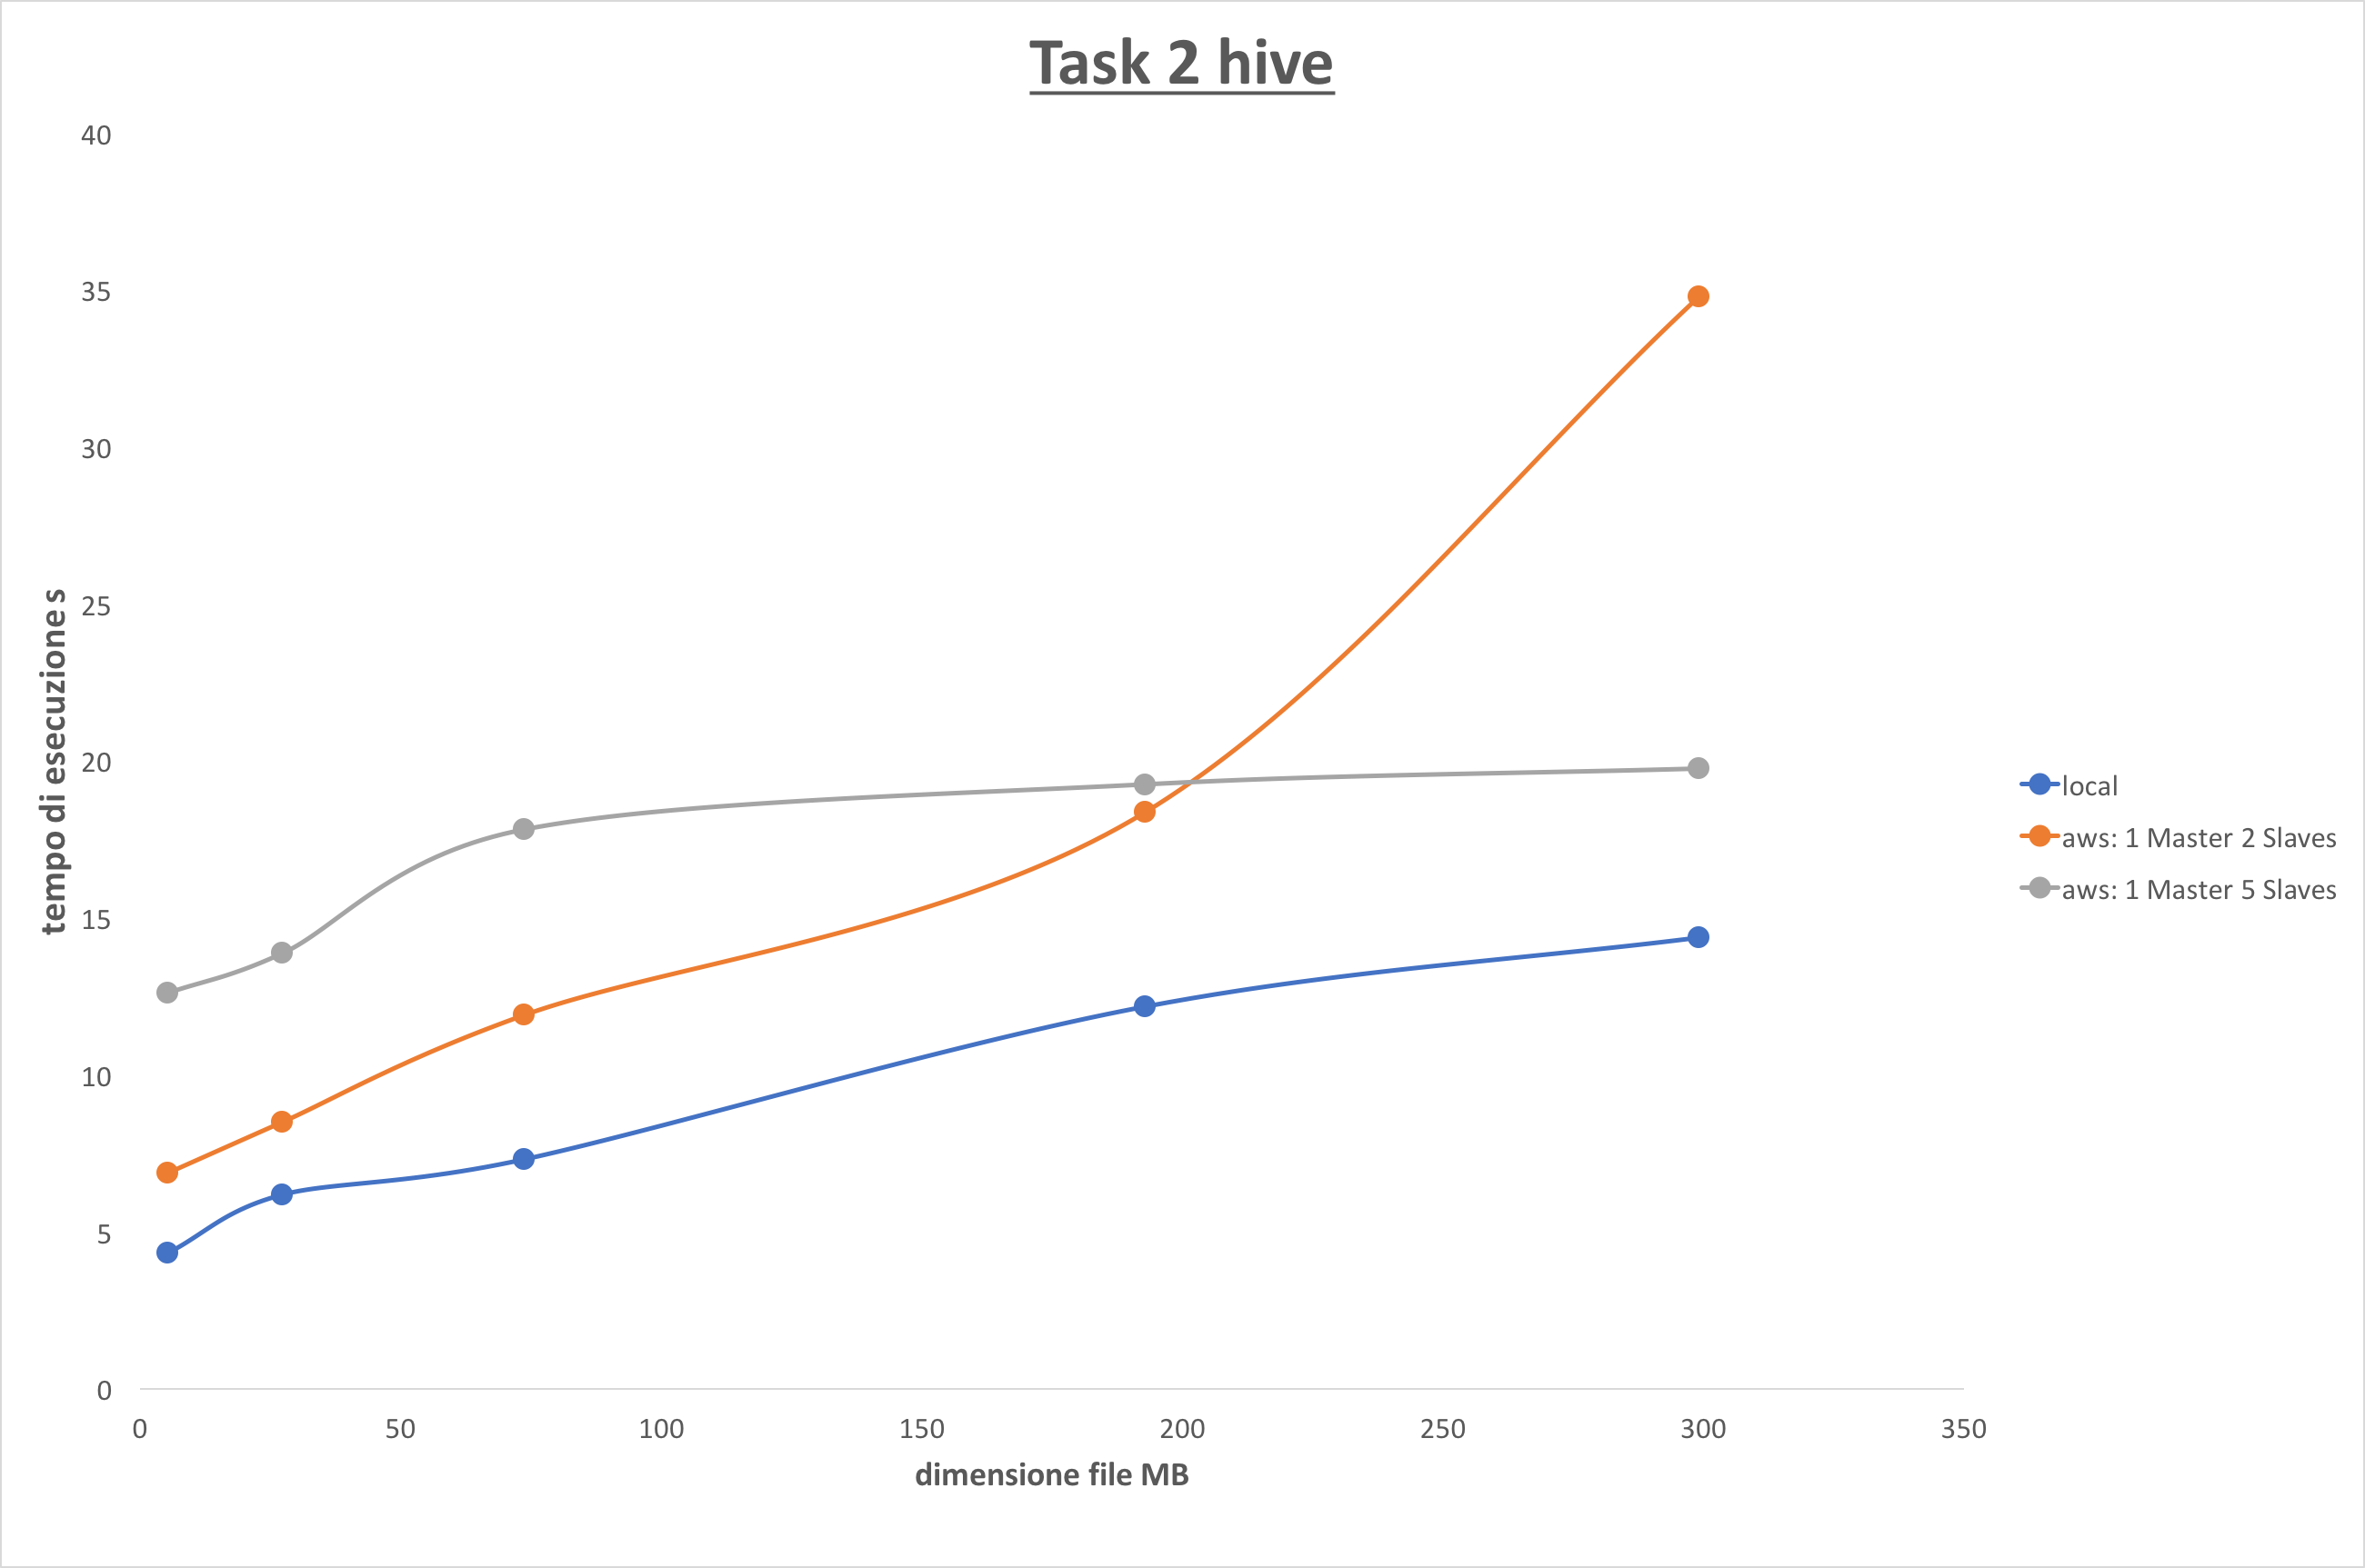 Task 2 hive
40
35
30
25
20
15
10
5
0
tempo di esecuzione s
0 50 100 150 200 250 300 350
dimensione file MB
local
aws: 1 Master 2 Slaves
aws: 1 Master 5 Slaves